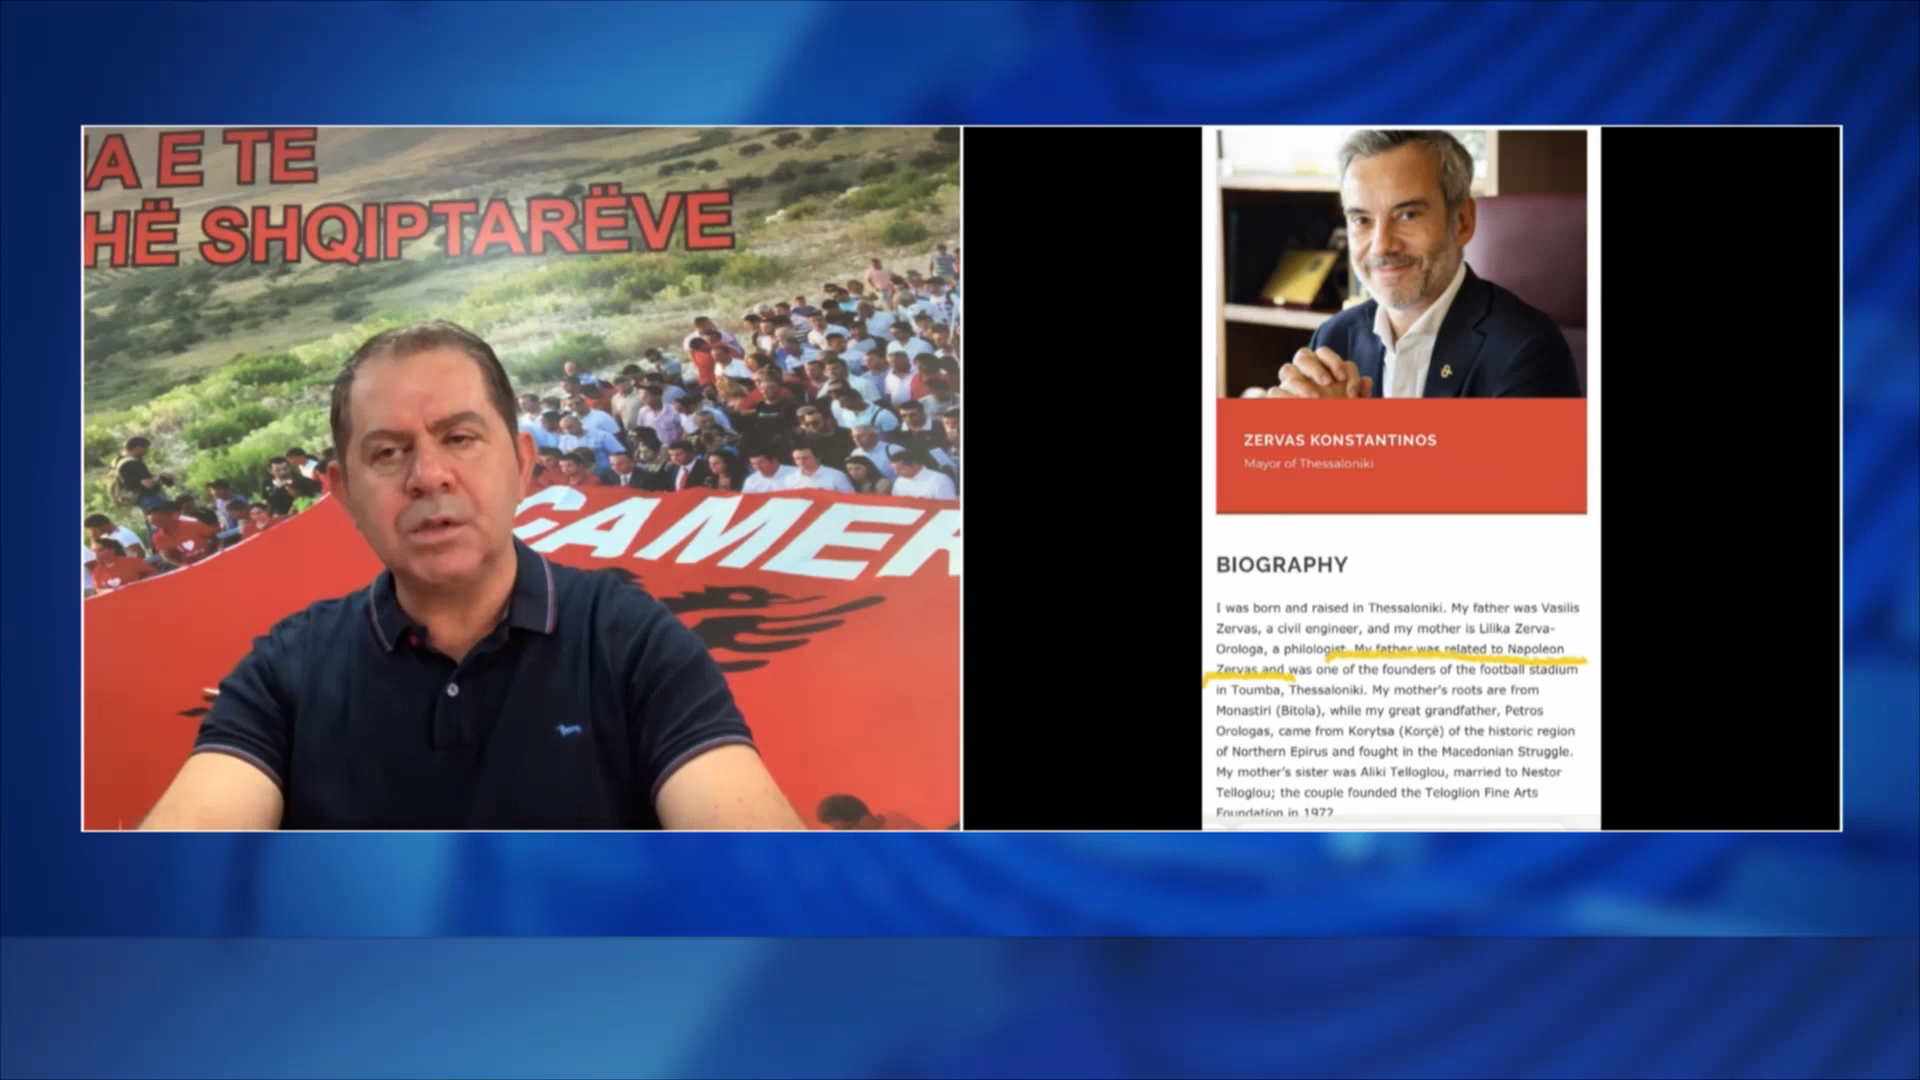 A E TE
HË SHQIPTARËVE
ÇAMER
ZERVAS KONSTANTINOS
Mayor of Thessaloniki
BIOGRAPHY
I was born and raised in Thessaloniki. My father was Vasilis
Zervas, a civil engineer, and my mother is Lilika Zerva-
Orologa, a philologist. My father was related to Napoleon
Zervas and was one of the founders of the football stadium
in Toumba, Thessaloniki. My mother's roots are from
Monastiri (Bitola), while my great grandfather, Petros
Orologas, came from Korytsa (Korçë) of the historic region
of Northern Epirus and fought in the Macedonian Struggle.
My mother's sister was Aliki Telloglou, married to Nestor
Telloglou; the couple founded the Teloglion Fine Arts
Foundation in 1972